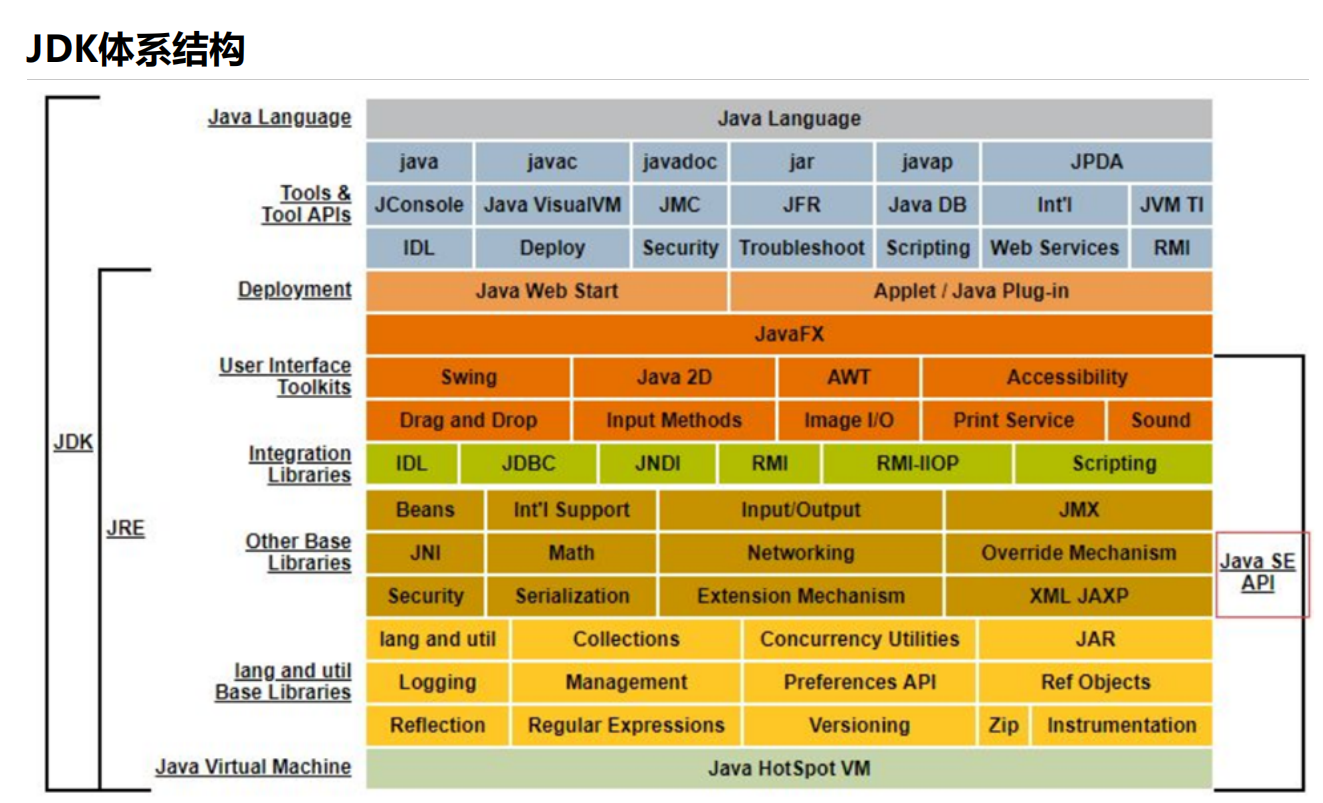 JDK体系结构
Java Language
Java Language
java javac javadoc jar javap JPDA
Tools &
Tool APIs
JConsole Java VisualVM JMC JFR Java DB Int'l JVM TI
IDL Deploy Security Troubleshoot Scripting Web Services RMI
Deployment
Java Web Start Applet / Java Plug-in
JavaFX
User Interface
Toolkits
Swing Java 2D AWT Accessibility
Drag and Drop Input Methods Image I/O Print Service Sound
JDK
Integration
Libraries
IDL JDBC JNDI RMI RMI-IIOP Scripting
JRE
Beans Int'l Support Input/Output JMX
Other Base
Libraries
JNI Math Networking Override Mechanism
Java SE
API
Security Serialization Extension Mechanism XML JAXP
lang and util Collections Concurrency Utilities JAR
lang and util
Base Libraries
Logging Management Preferences API Ref Objects
Reflection Regular Expressions Versioning Zip Instrumentation
Java Virtual Machine
Java HotSpot VM